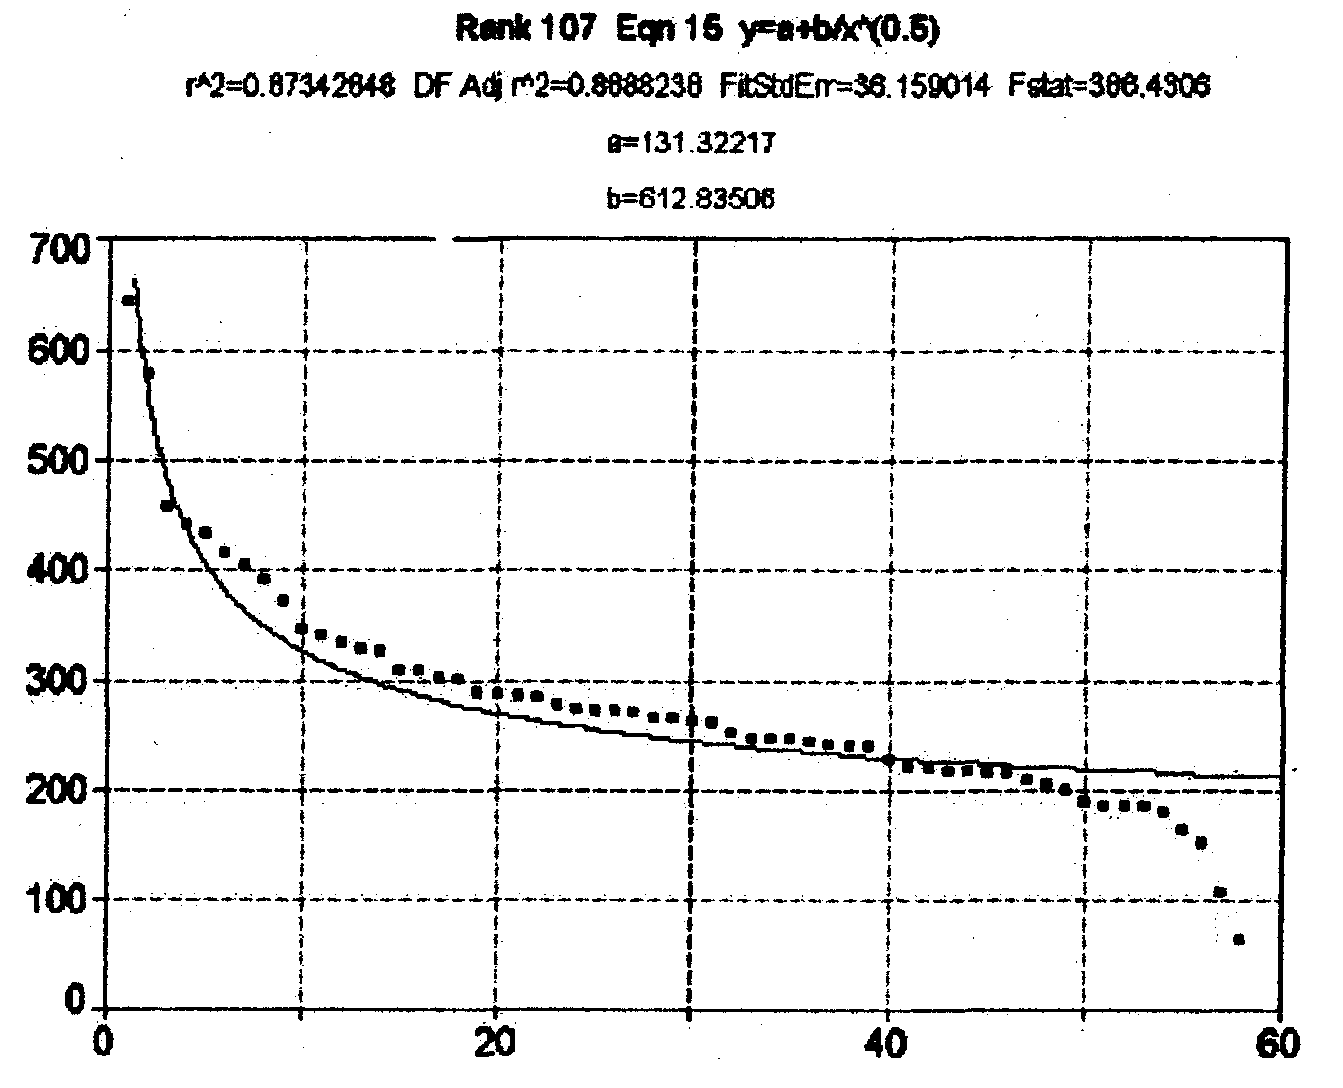 Rank 107 Eqn 15 y=a+b/x^(0.5)
r^2=0.87342648 DF Adj r^2=0.8688238 FitStdErr=36.159014 Fstat=386.4306
a=131.32217
b=612.83506
700
600
500
400
300
200
100
0
0 20 40 60